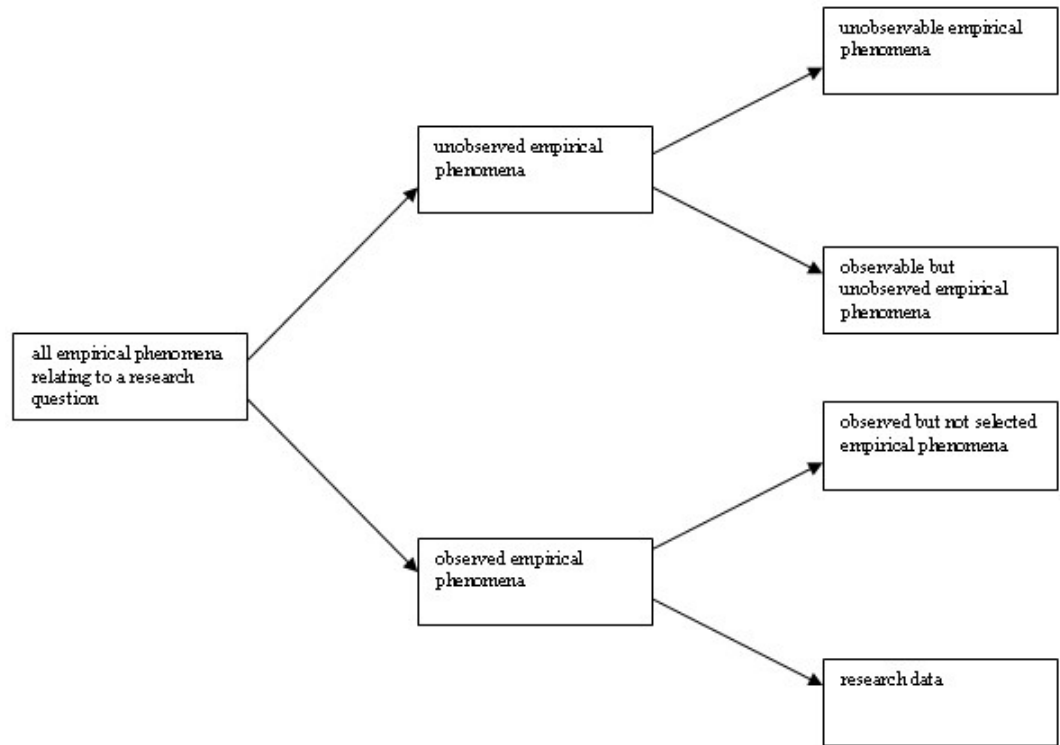 unobservable empirical
phenomena
unobserved empirical
phenomena
observable but
unobserved empirical
phenomena
all empirical phenomena
relating to a research
question
observed but not selected
empirical phenomena
observed empirical
phenomena
research data